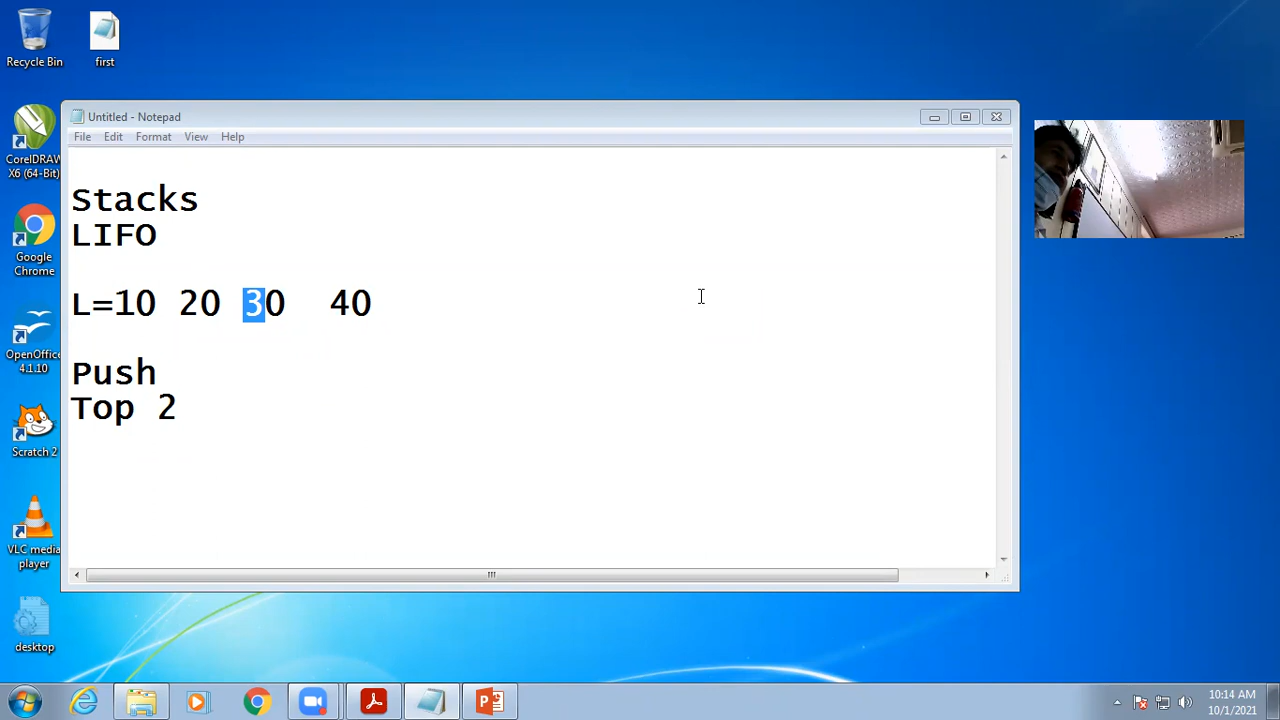 Recycle Bin
first
Untitled - Notepad
File Edit Format View Help
CorelDRAW X6 (64-Bit)
Google Chrome
OpenOffice 4.1.10
Scratch 2
VLC media player
desktop
Stacks
LIFO
L=10 20 30 40
Push
Top 2
10:14 AM
10/1/2021